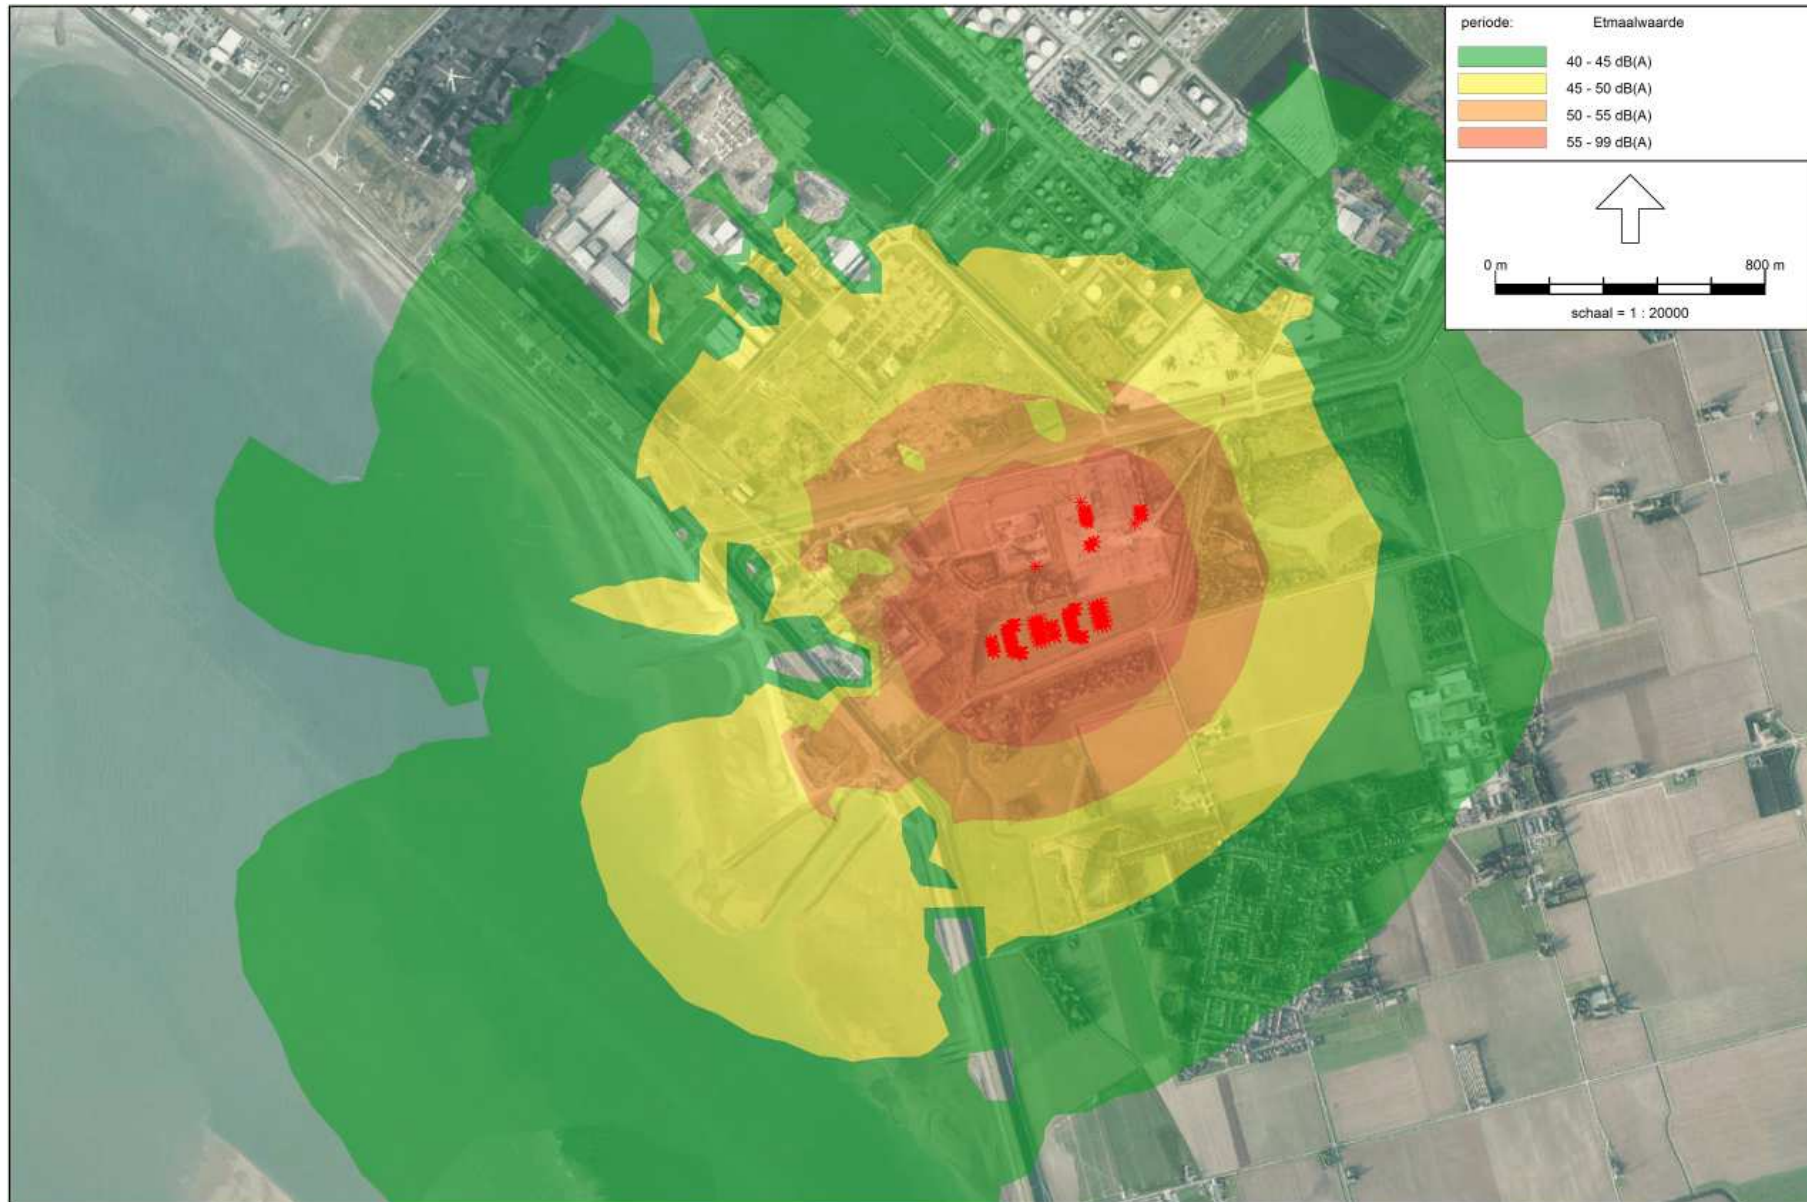 periode: Etmaalwaarde
40 - 45 dB(A)
45 - 50 dB(A)
50 - 55 dB(A)
55 - 99 dB(A)
0 m 800 m
schaal = 1 : 20000